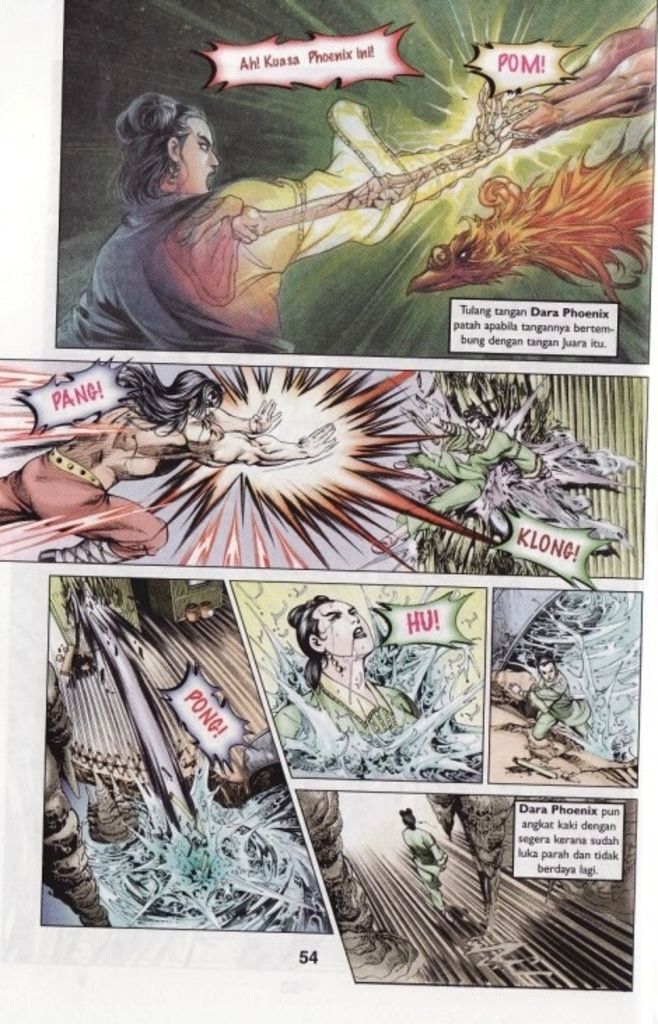 Ah! Kuasa Phoenix ini!
POM!
Tulang tangan Dara Phoenix
patah apabila tangannya bertem-
bung dengan tangan Juara itu.
PANG!
KLONG!
PONG!
HU!
Dara Phoenix pun
angkat kaki dengan
segera kerana sudah
luka parah dan tidak
berdaya lagi.
54